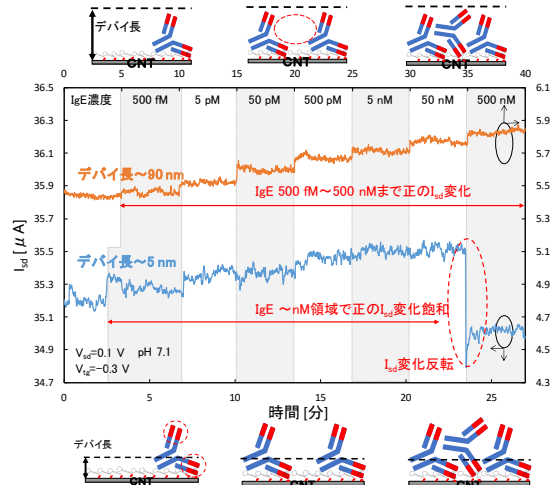 デバイ長
CNT
CNT
CNT
0 5 10 15 20 25 30 35 40
36.5
36.3
36.1
35.9
35.7
35.5
35.3
35.1
34.9
34.7
I_sd [μA]
IgE濃度 500 fM 5 pM 50 pM 500 pM 5 nM 50 nM 500 nM
デバイ長~90 nm
IgE 500 fM~500 nMまで正のI_sd変化
デバイ長~5 nm
IgE ~nM領域で正のI_sd変化飽和
I_sd変化反転
V_sd=0.1 V pH 7.1
V_tg=-0.3 V
6.1
5.9
5.7
5.5
5.3
5.1
4.9
4.7
4.5
4.3
0 5 10 15 20 25
時間 [分]
デバイ長
CNT
CNT
CNT